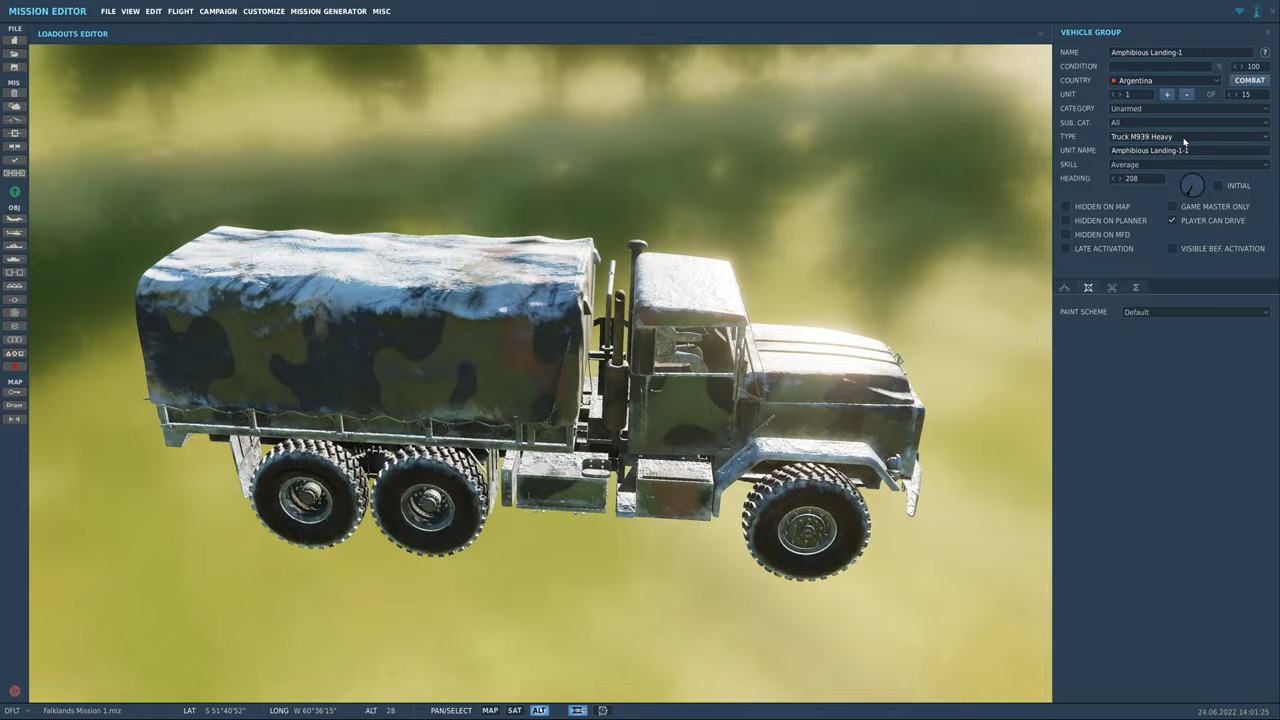 MISSION EDITOR FILE VIEW EDIT FLIGHT CAMPAIGN CUSTOMIZE MISSION GENERATOR MISC
FILE
MIS
OBJ
MAP
Draw
LOADOUTS EDITOR
VEHICLE GROUP
NAME Amphibious Landing-1 ?
CONDITION % < > 100
COUNTRY Argentina COMBAT
UNIT < > 1 + - OF < > 15
CATEGORY Unarmed
SUB. CAT. All
TYPE Truck M939 Heavy
UNIT NAME Amphibious Landing-1-1
SKILL Average
HEADING < > 208 INITIAL
HIDDEN ON MAP GAME MASTER ONLY
HIDDEN ON PLANNER PLAYER CAN DRIVE
HIDDEN ON MFD
LATE ACTIVATION VISIBLE BEF. ACTIVATION
PAINT SCHEME Default
DFLT Falklands Mission 1.miz LAT S 51°40'52" LONG W 60°36'15" ALT 28 PAN/SELECT MAP SAT ALT 24.06.2022 14:01:25